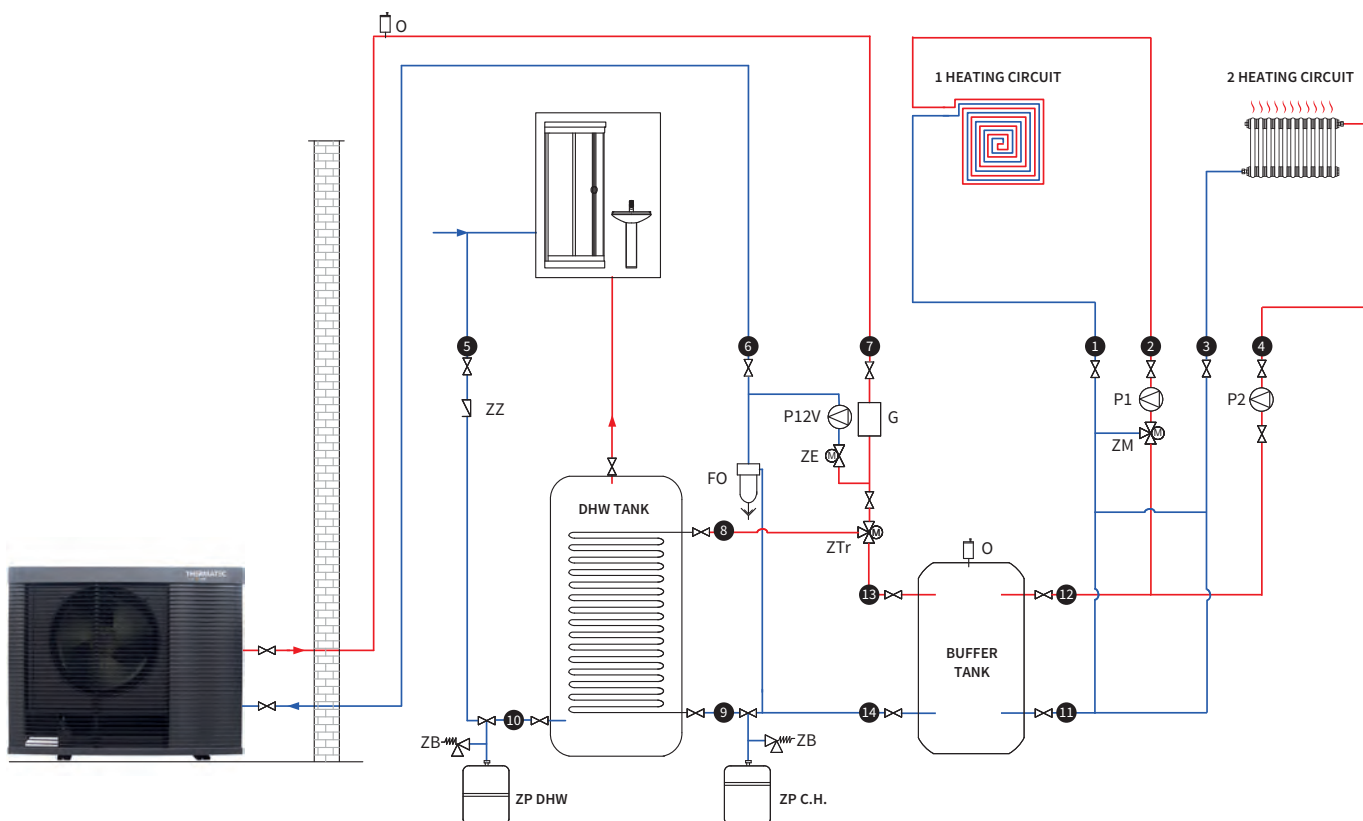 O
1 HEATING CIRCUIT
2 HEATING CIRCUIT
5
6
7
1
2
3
4
ZZ
P12V
G
P1
P2
ZE
M
M
ZM
FO
DHW TANK
8
M
ZTr
O
13
12
THERMATEC
BUFFER
TANK
10
9
14
11
ZB
ZB
ZP DHW
ZP C.H.